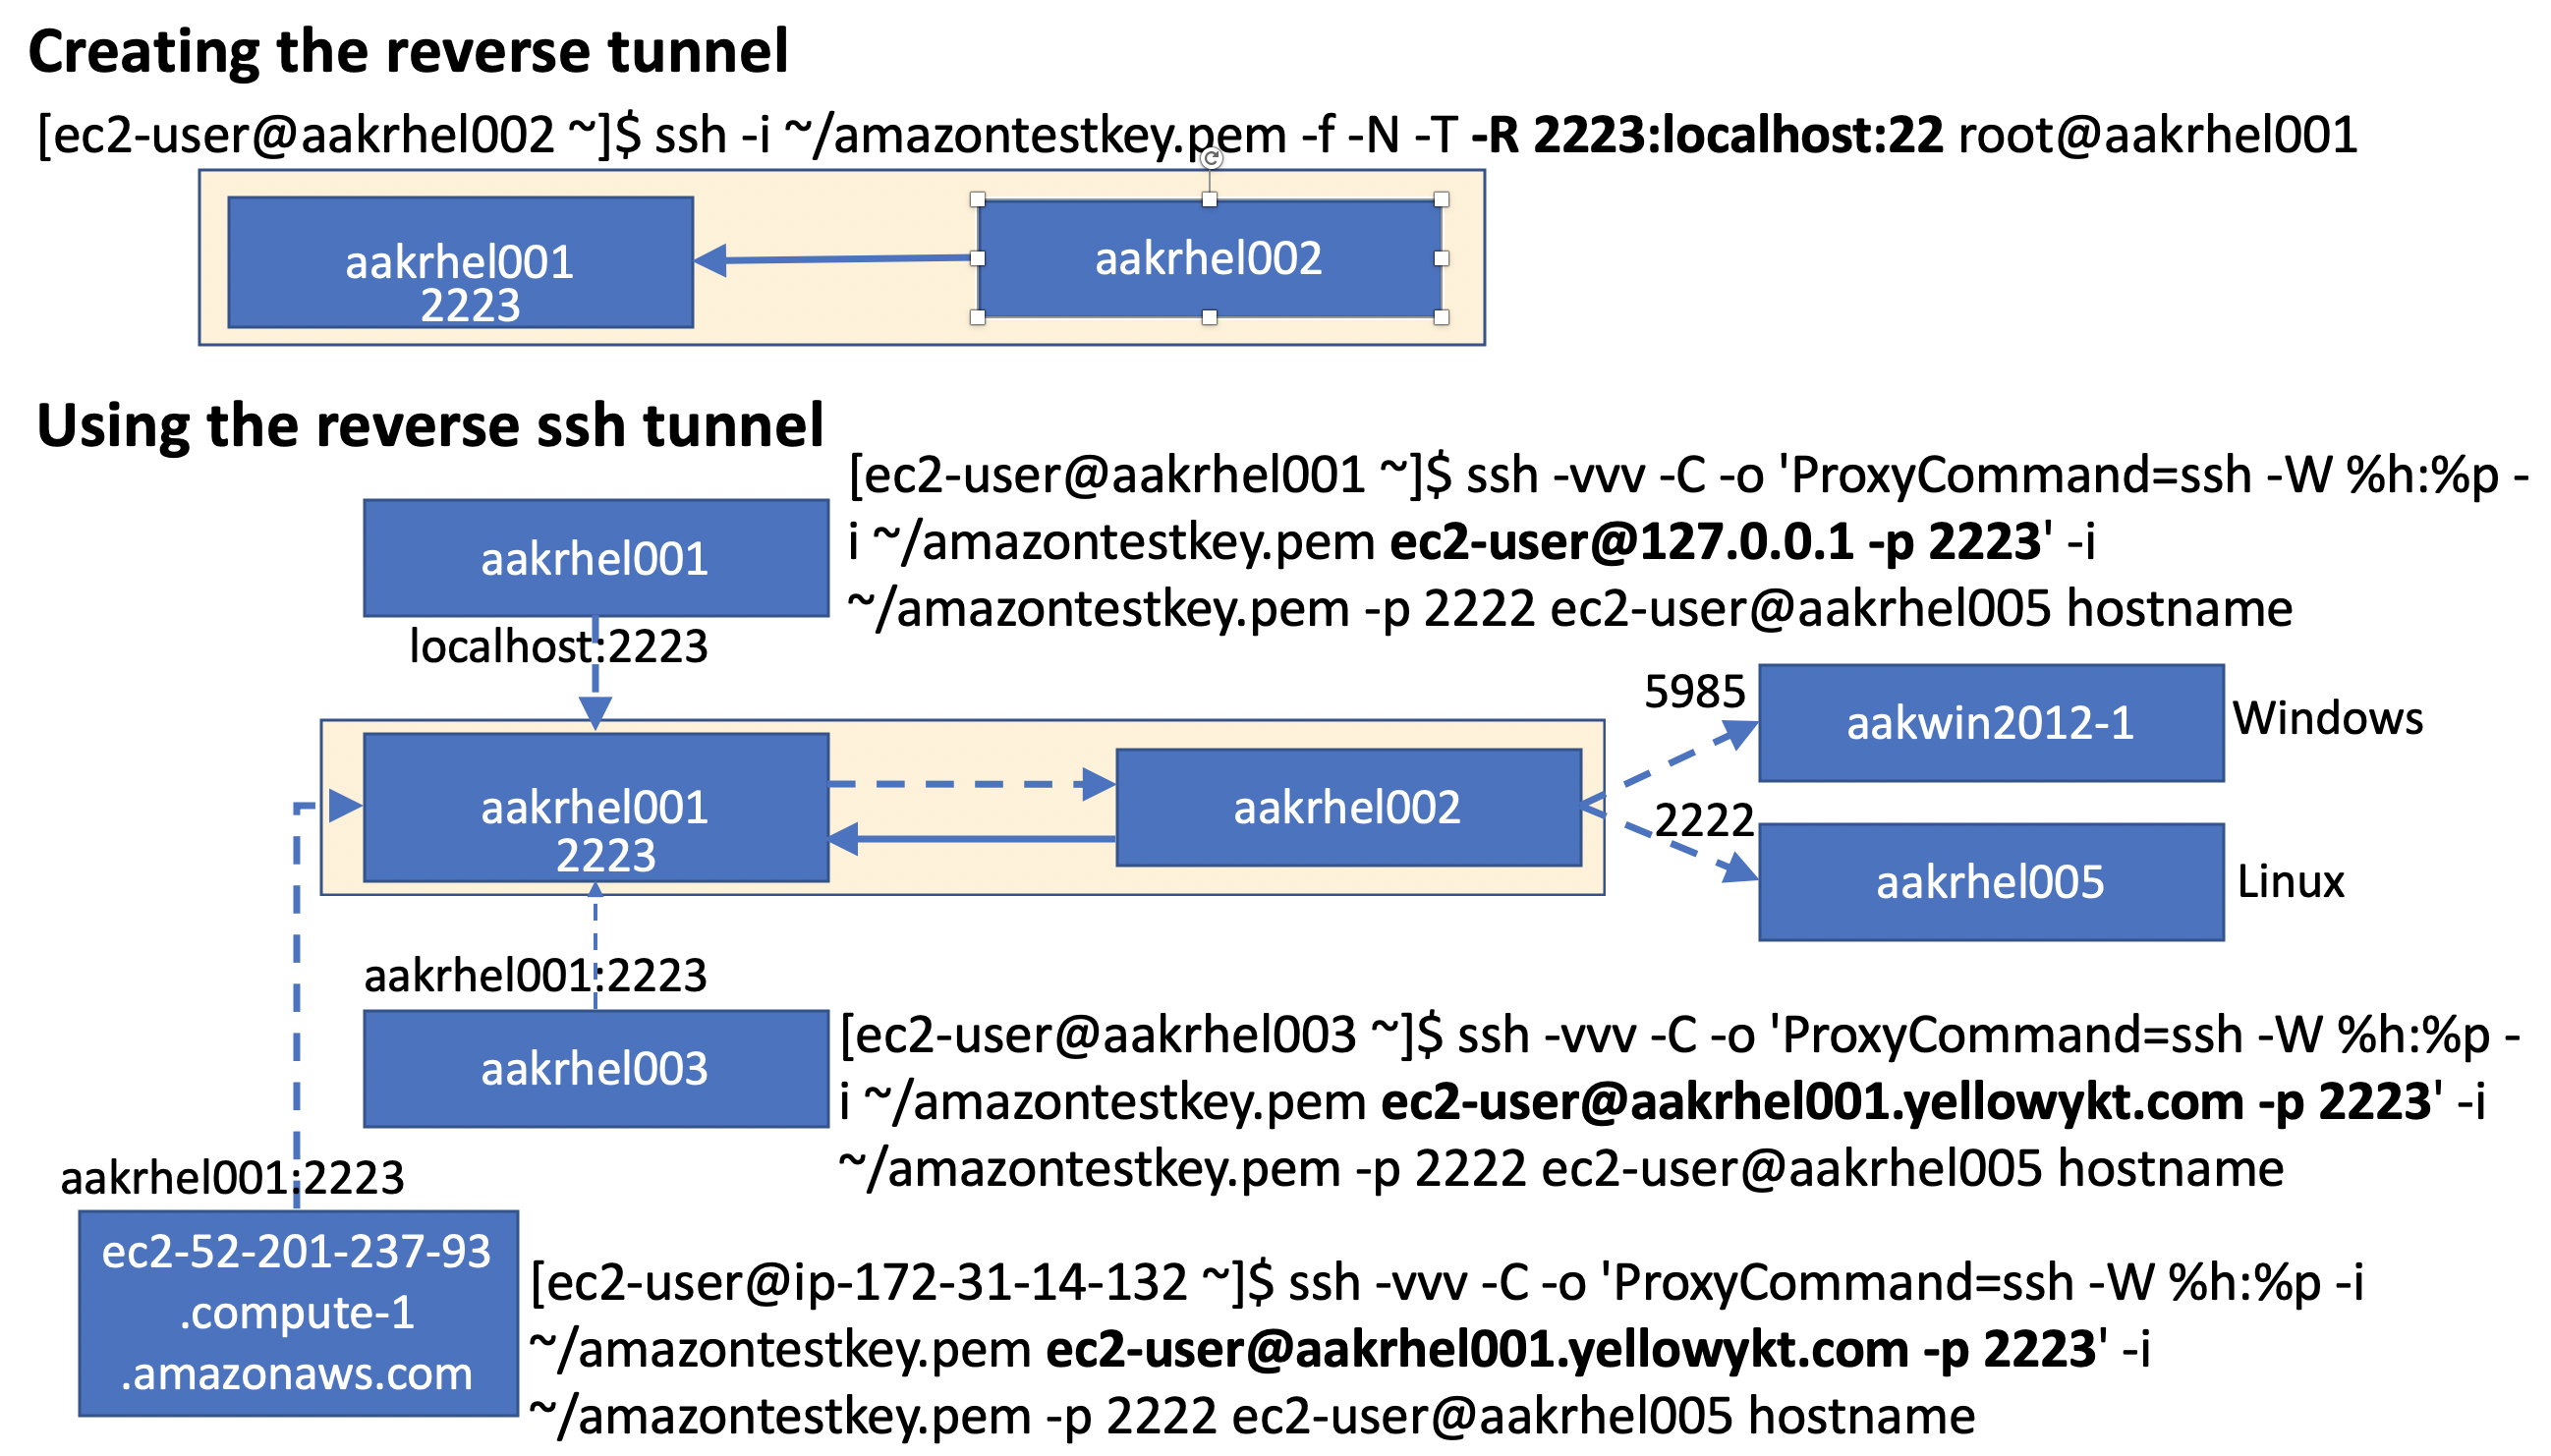 Creating the reverse tunnel
[ec2-user@aakrhel002 ~]$ ssh -i ~/amazontestkey.pem -f -N -T -R 2223:localhost:22 root@aakrhel001
aakrhel001
2223
aakrhel002
Using the reverse ssh tunnel
[ec2-user@aakrhel001 ~]$ ssh -vvv -C -o 'ProxyCommand=ssh -W %h:%p -
i ~/amazontestkey.pem ec2-user@127.0.0.1 -p 2223' -i
~/amazontestkey.pem -p 2222 ec2-user@aakrhel005 hostname
aakrhel001
localhost:2223
aakrhel001
2223
aakrhel002
5985
aakwin2012-1
Windows
2222
aakrhel005
Linux
aakrhel001:2223
aakrhel003
[ec2-user@aakrhel003 ~]$ ssh -vvv -C -o 'ProxyCommand=ssh -W %h:%p -
i ~/amazontestkey.pem ec2-user@aakrhel001.yellowykt.com -p 2223' -i
~/amazontestkey.pem -p 2222 ec2-user@aakrhel005 hostname
aakrhel001:2223
ec2-52-201-237-93
.compute-1
.amazonaws.com
[ec2-user@ip-172-31-14-132 ~]$ ssh -vvv -C -o 'ProxyCommand=ssh -W %h:%p -i
~/amazontestkey.pem ec2-user@aakrhel001.yellowykt.com -p 2223' -i
~/amazontestkey.pem -p 2222 ec2-user@aakrhel005 hostname